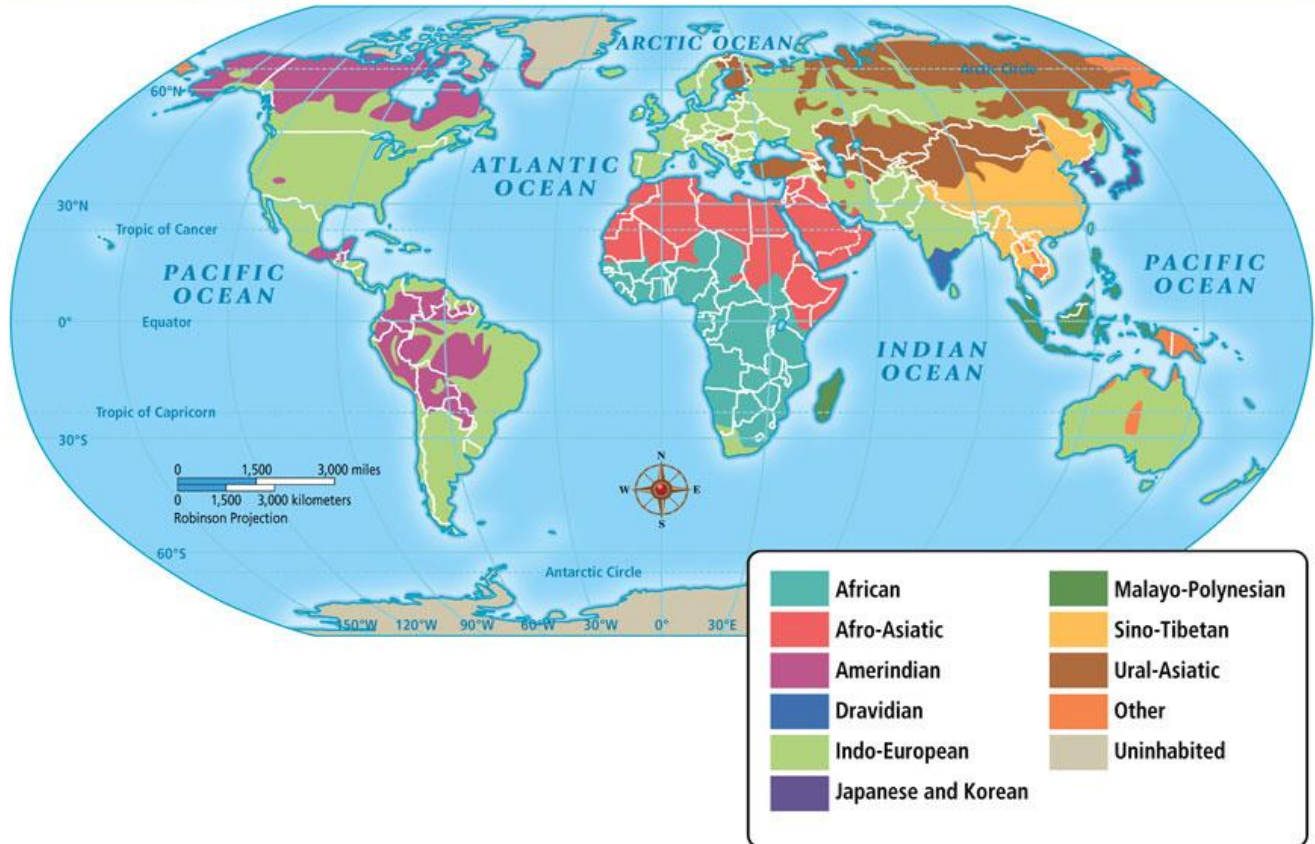 ARCTIC OCEAN
Arctic Circle
60°N
ATLANTIC
OCEAN
30°N
Tropic of Cancer
PACIFIC
OCEAN
PACIFIC
OCEAN
0°
Equator
INDIAN
OCEAN
Tropic of Capricorn
30°S
0 1,500 3,000 miles
0 1,500 3,000 kilometers
Robinson Projection
N
W E
S
60°S
Antarctic Circle
150°W 120°W 90°W 60°W 30°W 0° 30°E
African
Afro-Asiatic
Amerindian
Dravidian
Indo-European
Japanese and Korean
Malayo-Polynesian
Sino-Tibetan
Ural-Asiatic
Other
Uninhabited